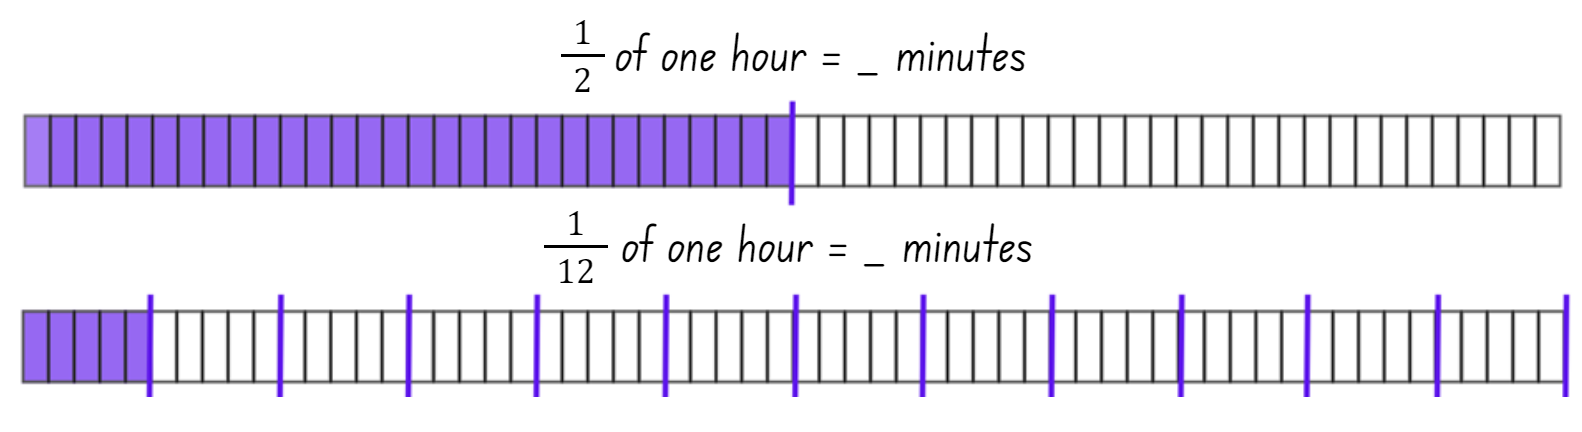 1/2 of one hour = _ minutes
1/12 of one hour = _ minutes